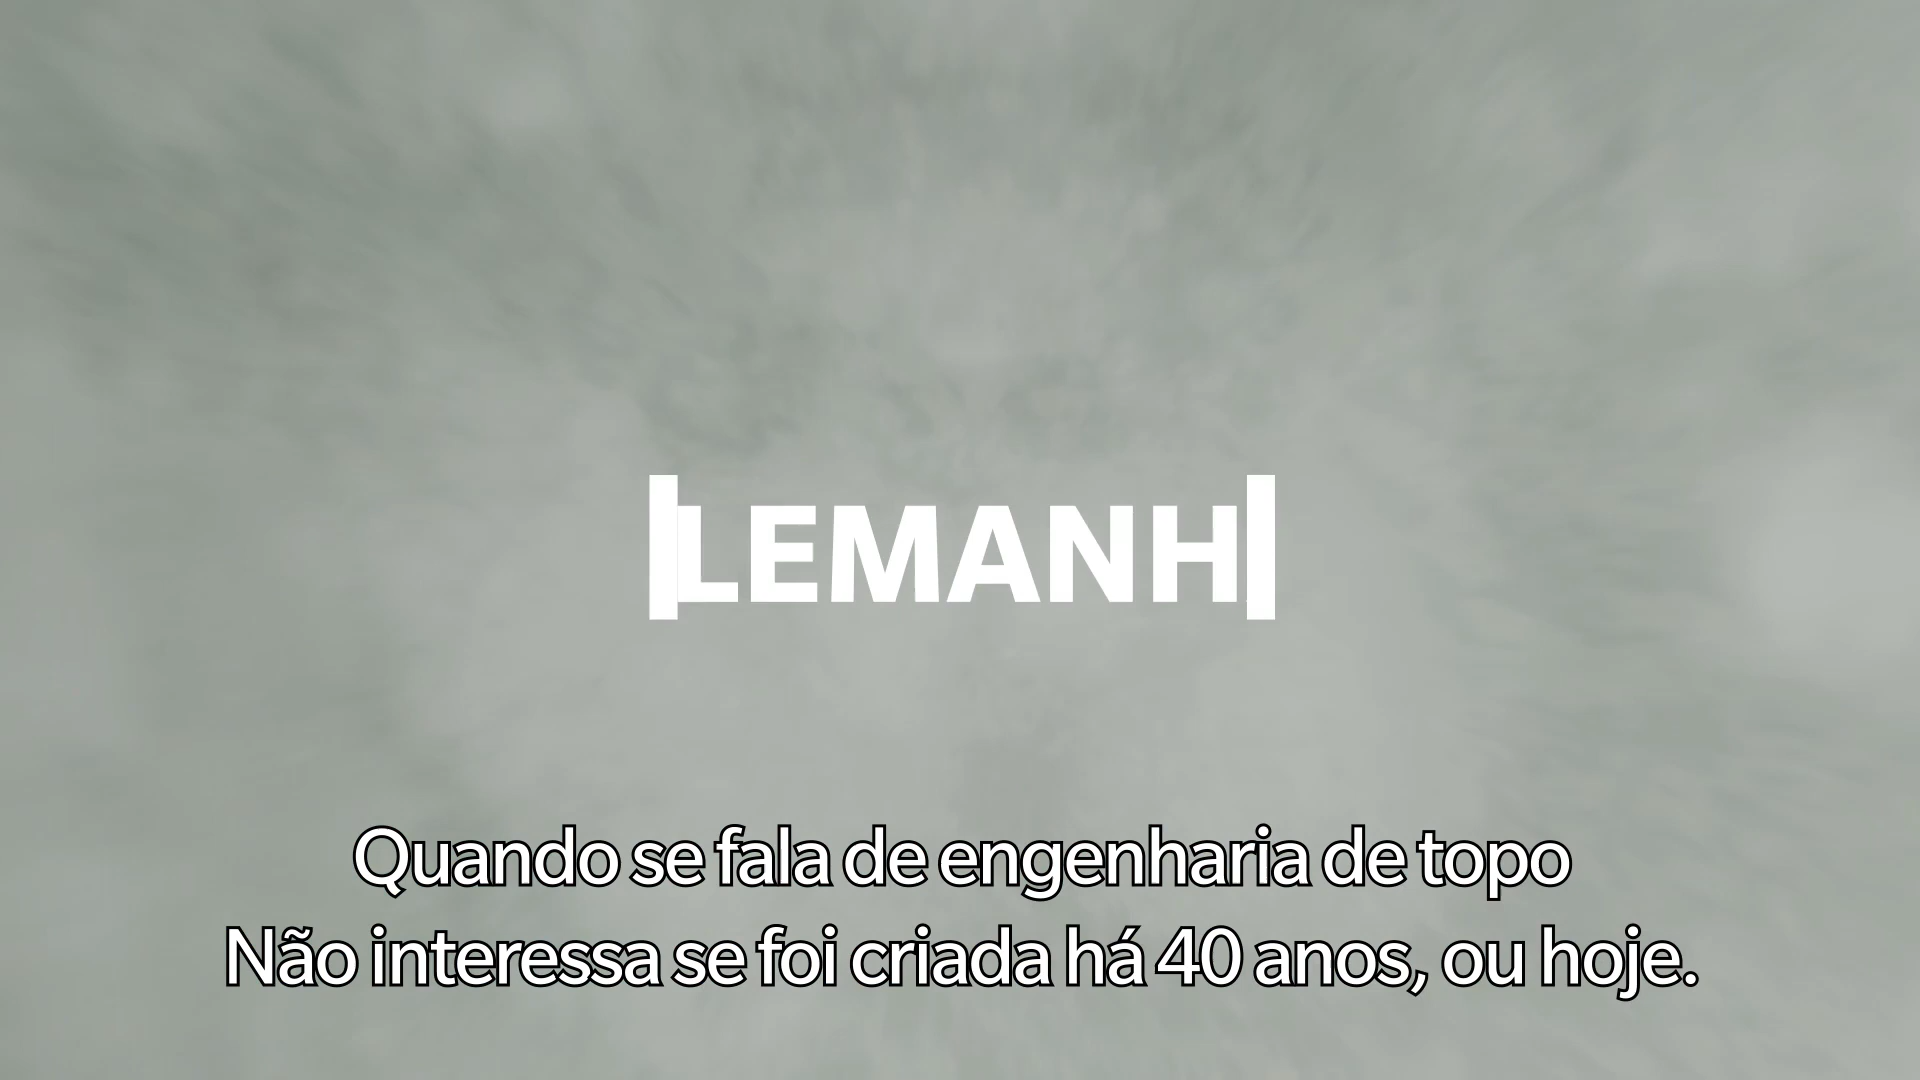 LEMANH
Quando se fala de engenharia de topo
Não interessa se foi criada há 40 anos, ou hoje.